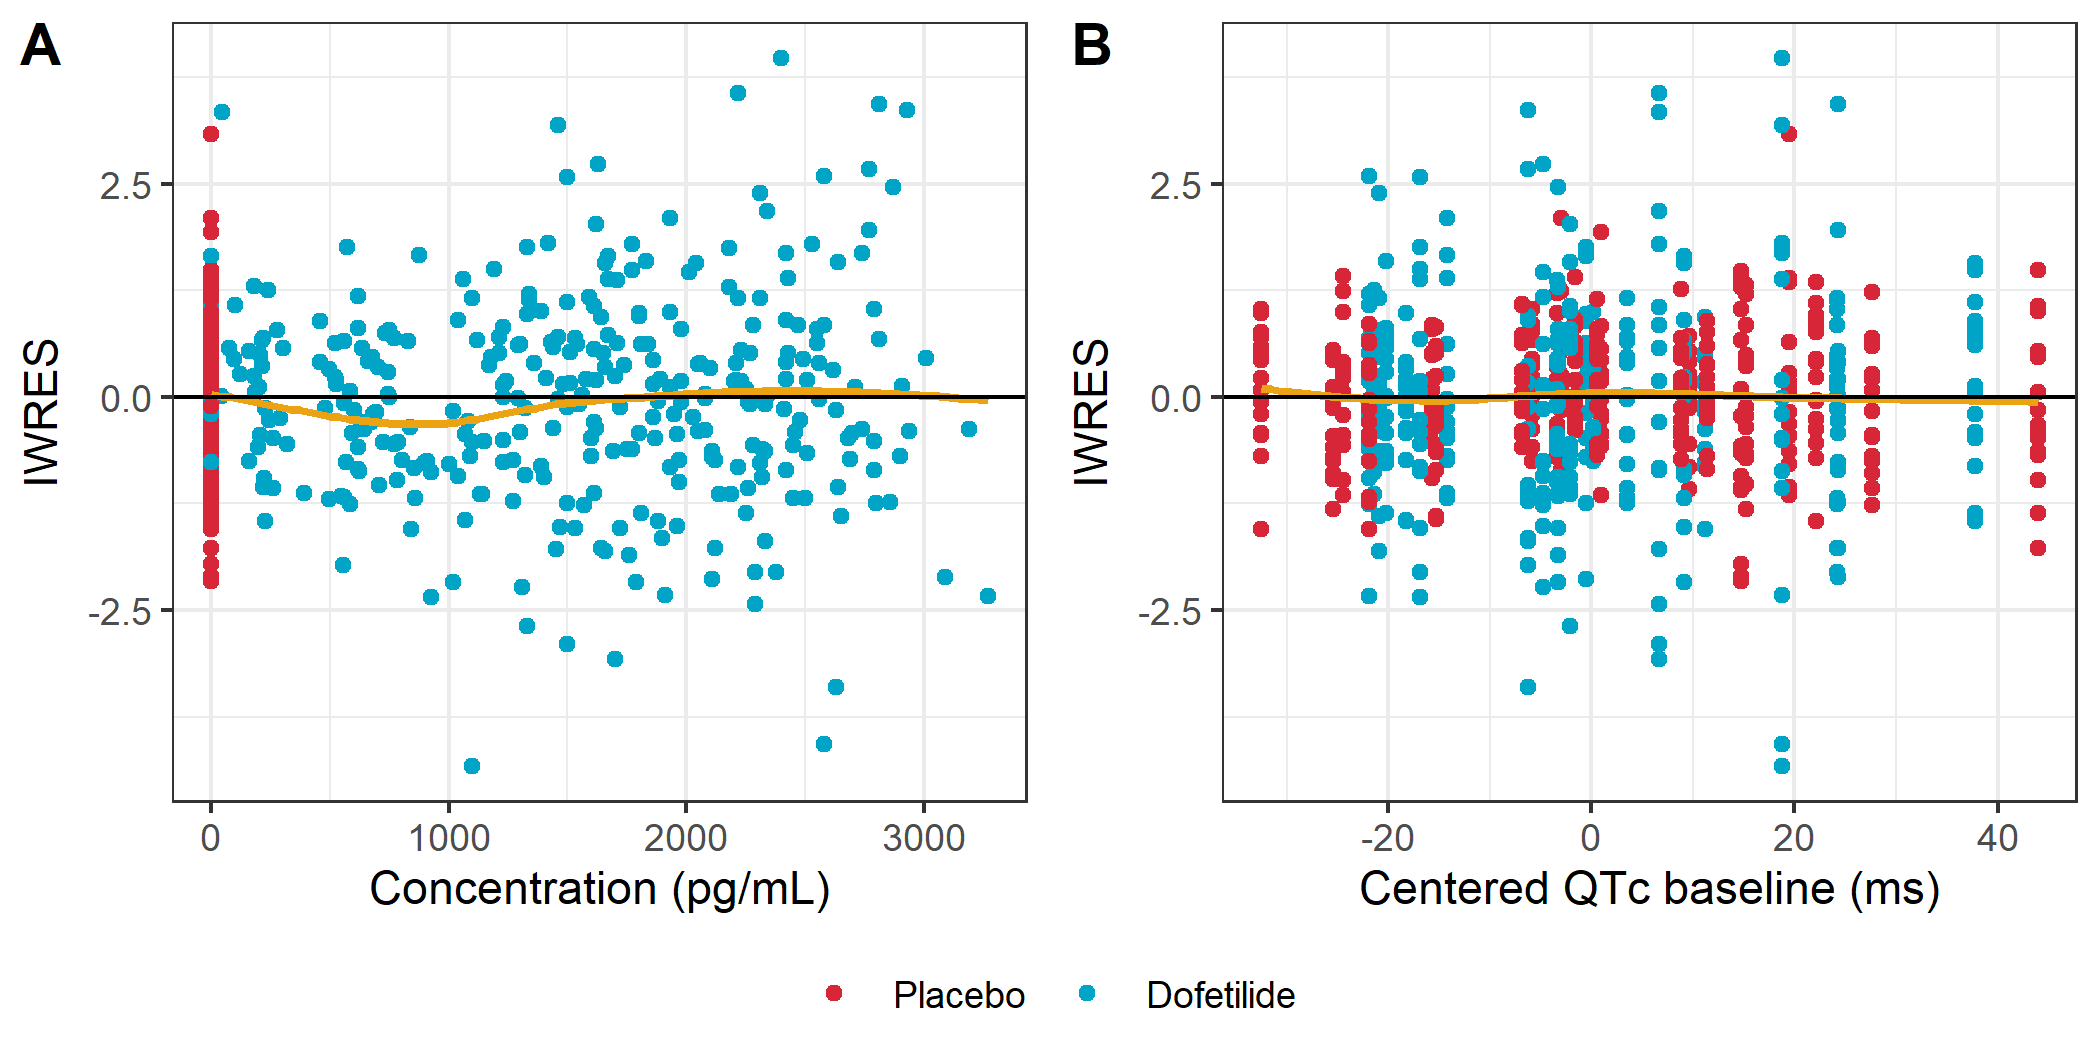 A
B
IWRES
2.5
0.0
-2.5
0 1000 2000 3000
Concentration (pg/mL)
IWRES
2.5
0.0
-2.5
-20 0 20 40
Centered QTc baseline (ms)
Placebo Dofetilide